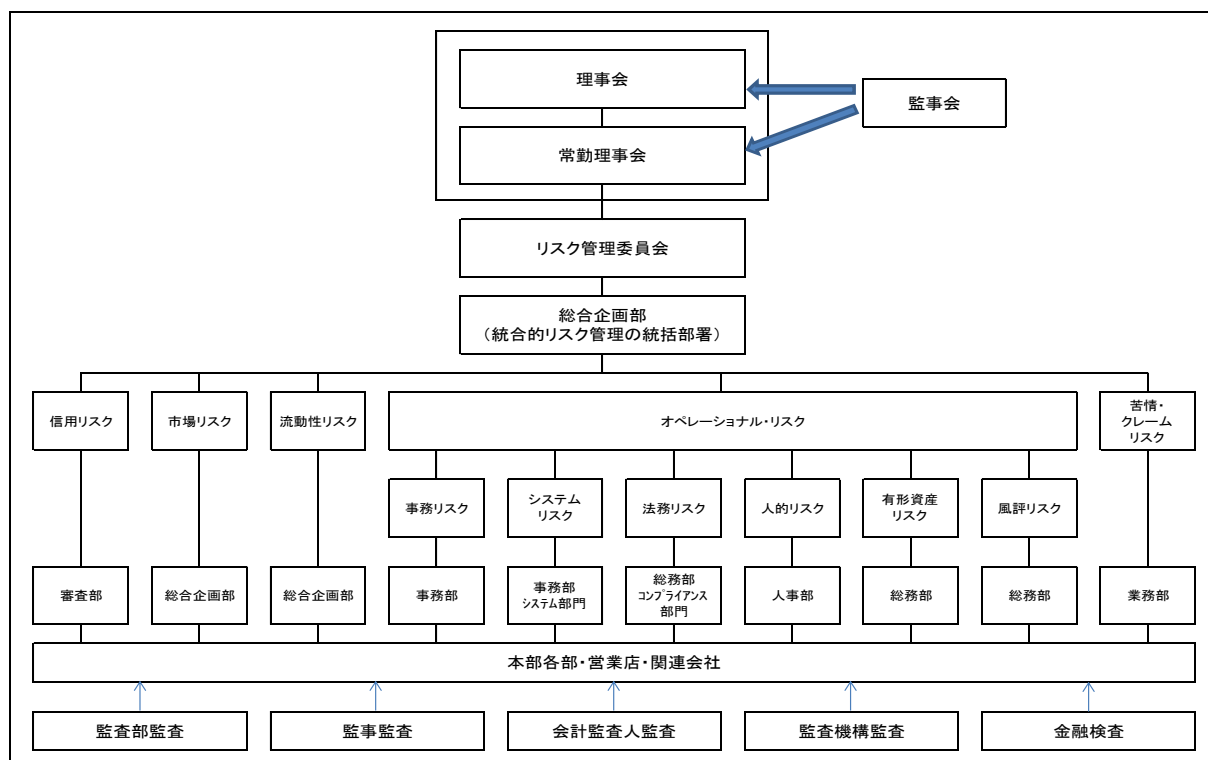 理事会
監事会
常勤理事会
リスク管理委員会
総合企画部
（統合的リスク管理の統括部署）
信用リスク
市場リスク
流動性リスク
オペレーショナル・リスク
苦情・
クレーム
リスク
事務リスク
システム
リスク
法務リスク
人的リスク
有形資産
リスク
風評リスク
審査部
総合企画部
総合企画部
事務部
事務部
システム部門
総務部
コンプライアンス
部門
人事部
総務部
総務部
業務部
本部各部・営業店・関連会社
監査部監査
監事監査
会計監査人監査
監査機構監査
金融検査